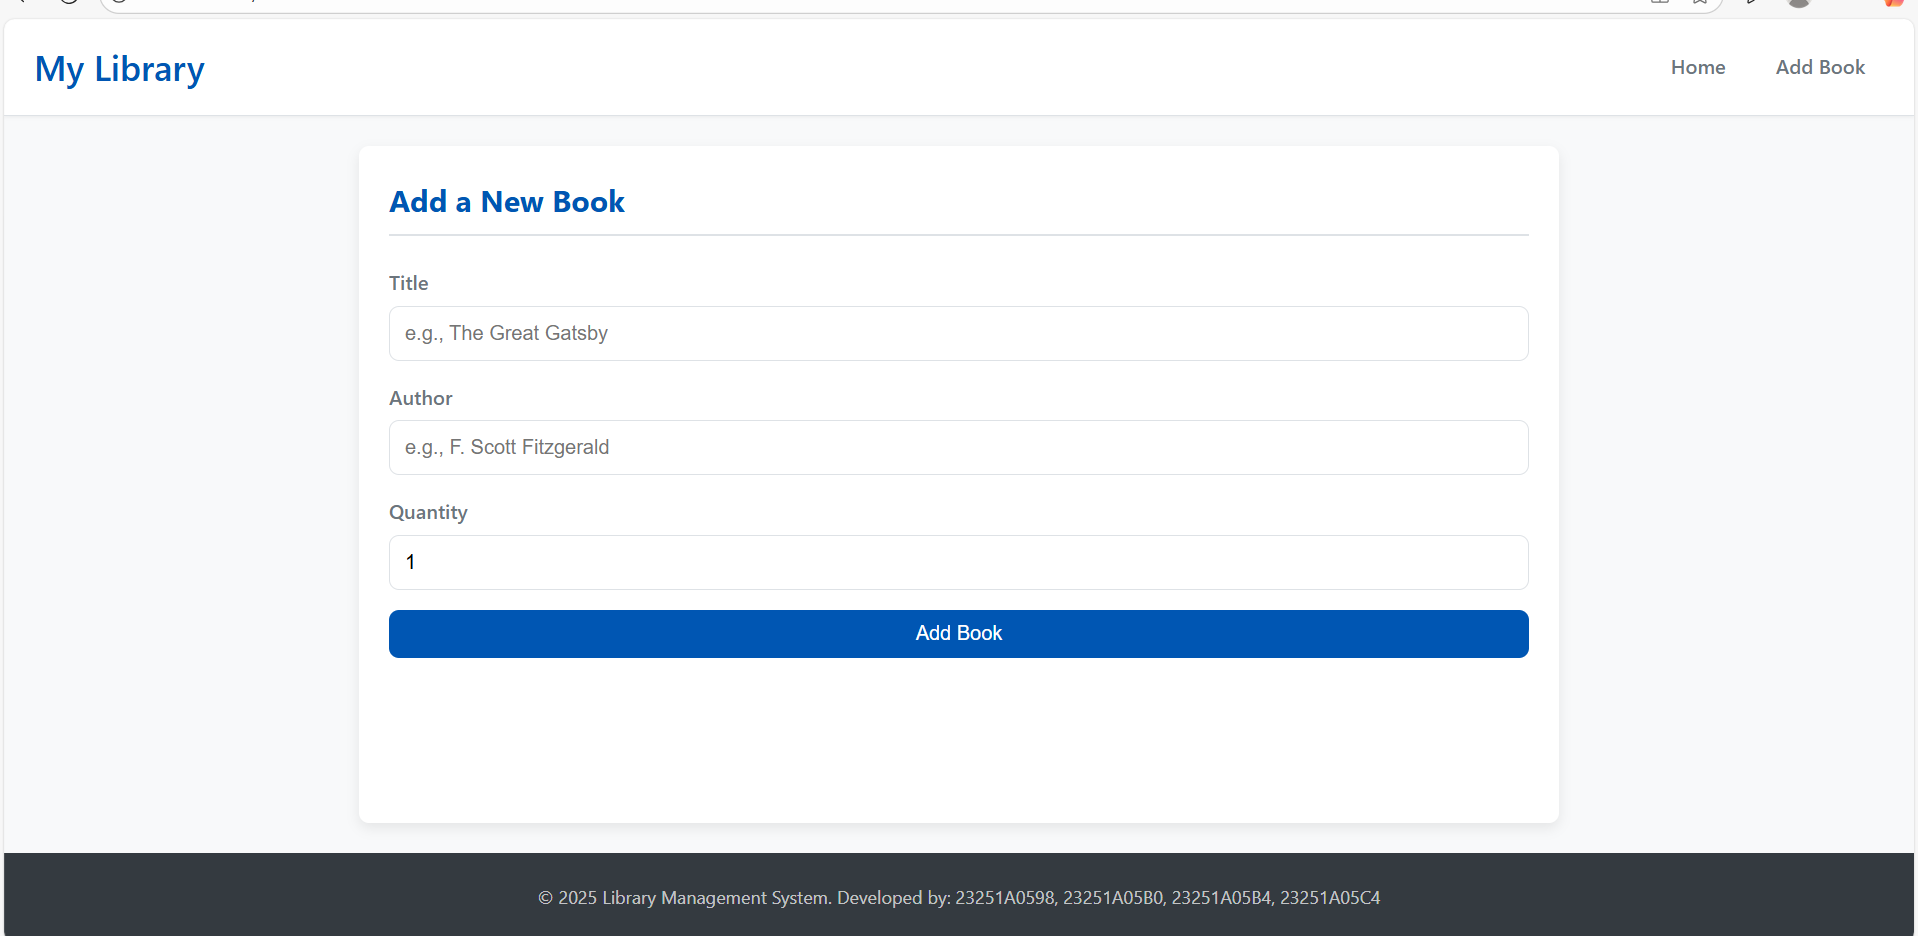 My Library
Home
Add Book
Add a New Book
Title
e.g., The Great Gatsby
Author
e.g., F. Scott Fitzgerald
Quantity
1
Add Book
© 2025 Library Management System. Developed by: 23251A0598, 23251A05B0, 23251A05B4, 23251A05C4